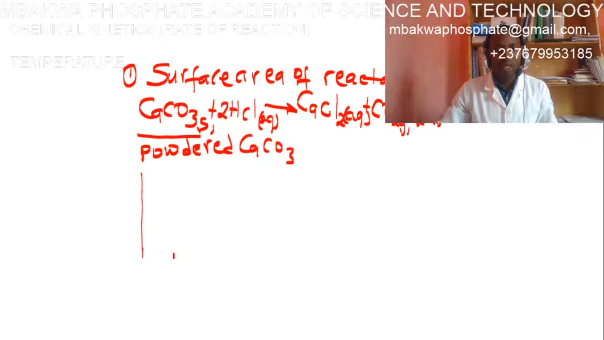 MBAKWA PHOSPHATE ACADEMY OF SCIENCE AND TECHNOLOGY
CHEMICAL KINETICS (RATE OF REACTION)
mbakwaphosphate@gmail.com,
+237679953185
TEMPERATURE
① Surface area of reacta
CaCO3(s) + 2HCl(aq) → CaCl2(aq) + C
powdered CaCO3